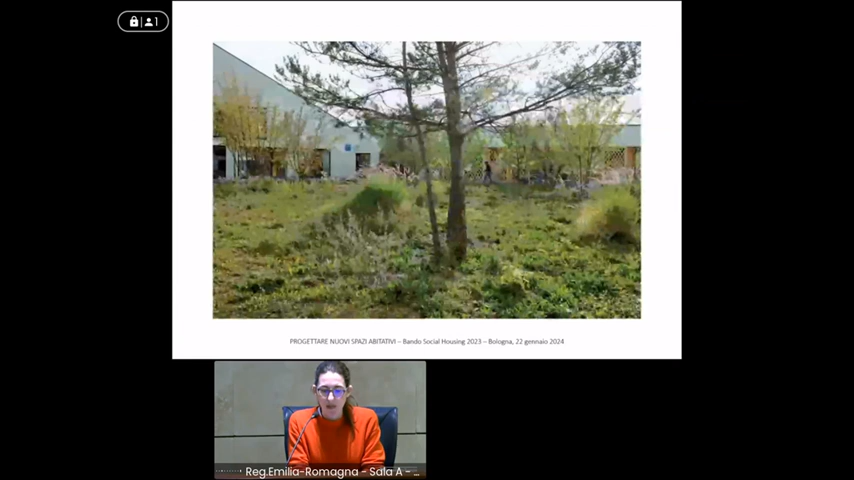 1
PROGETTARE NUOVI SPAZI ABITATIVI – Bando Social Housing 2023 – Bologna, 22 gennaio 2024
Reg.Emilia-Romagna - Sala A - ...